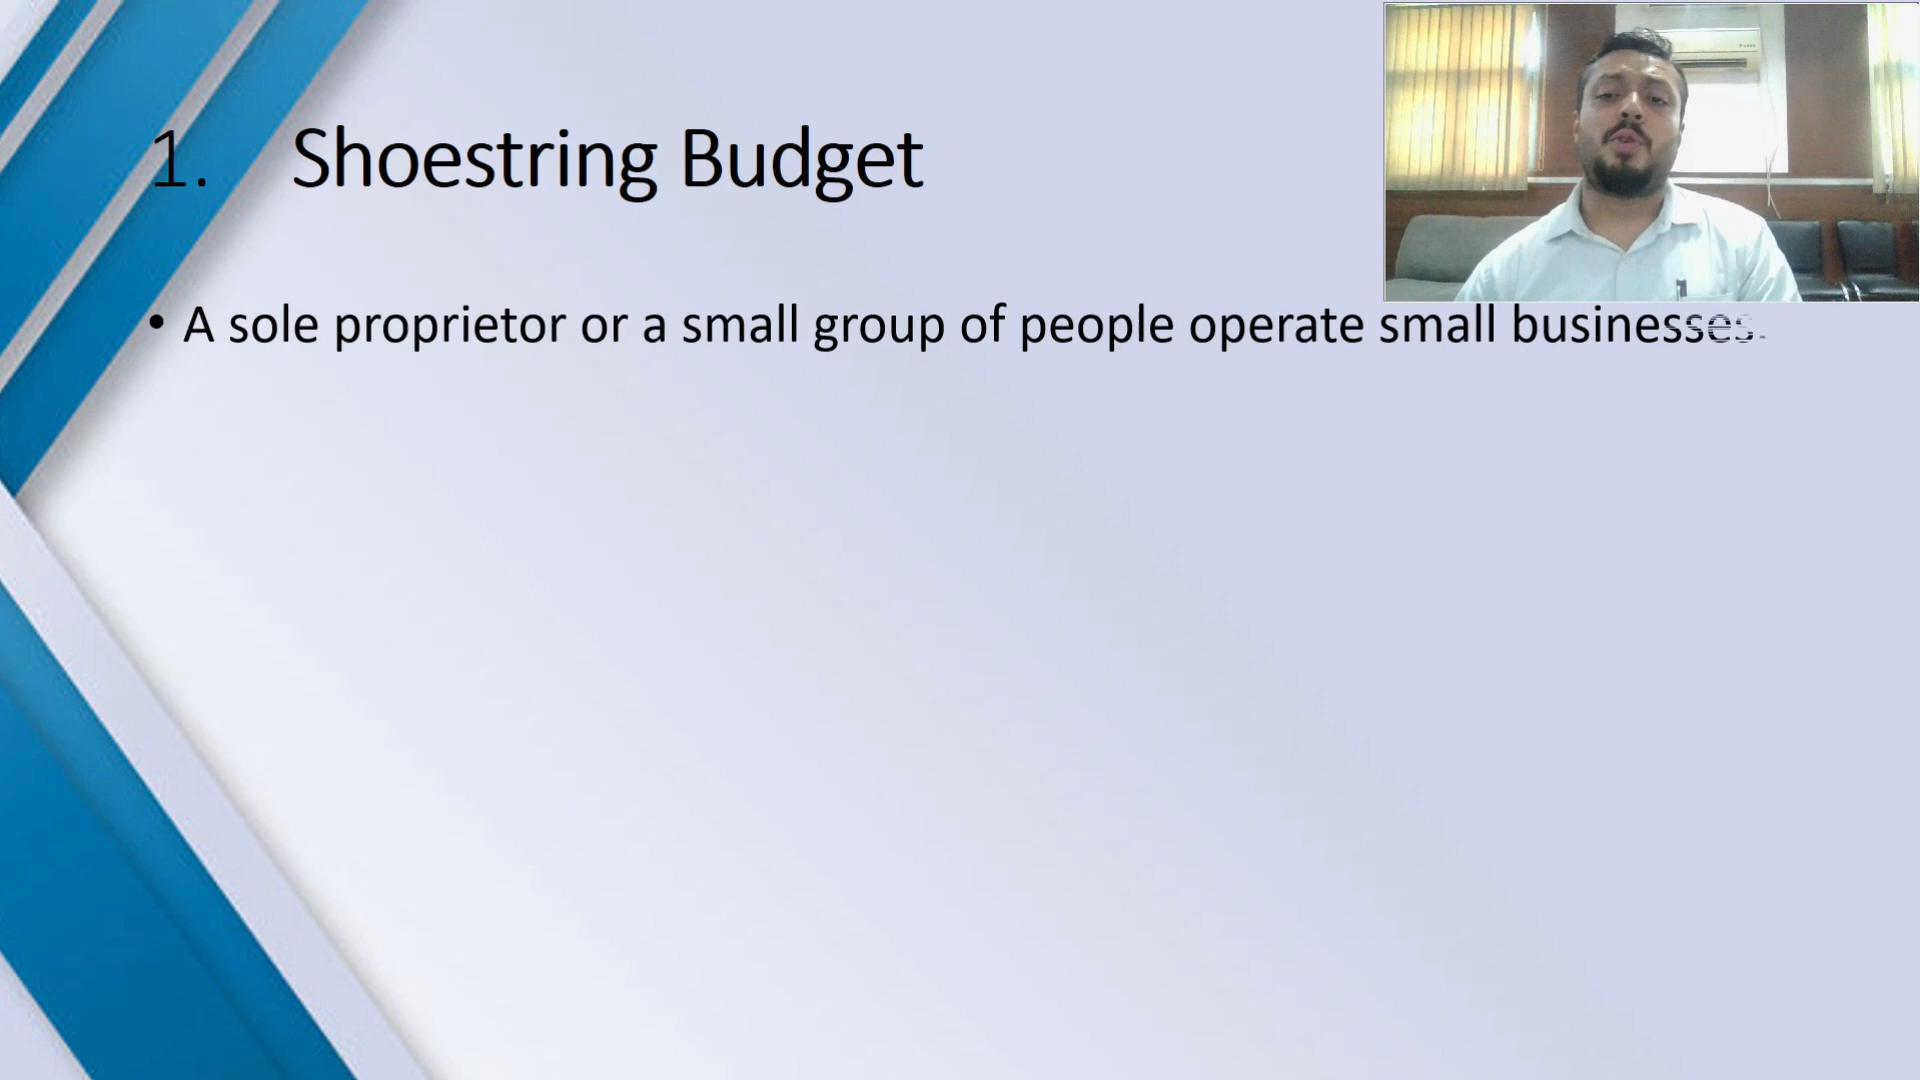 1. Shoestring Budget
• A sole proprietor or a small group of people operate small businesses.